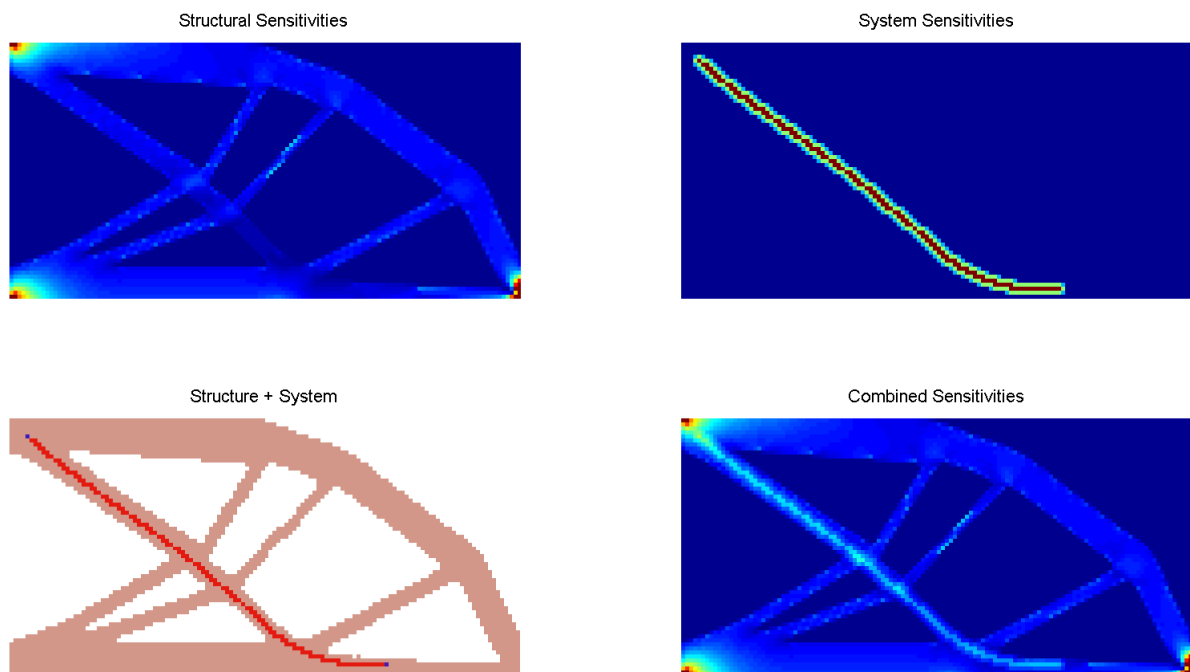 Structural Sensitivities
System Sensitivities
Structure + System
Combined Sensitivities